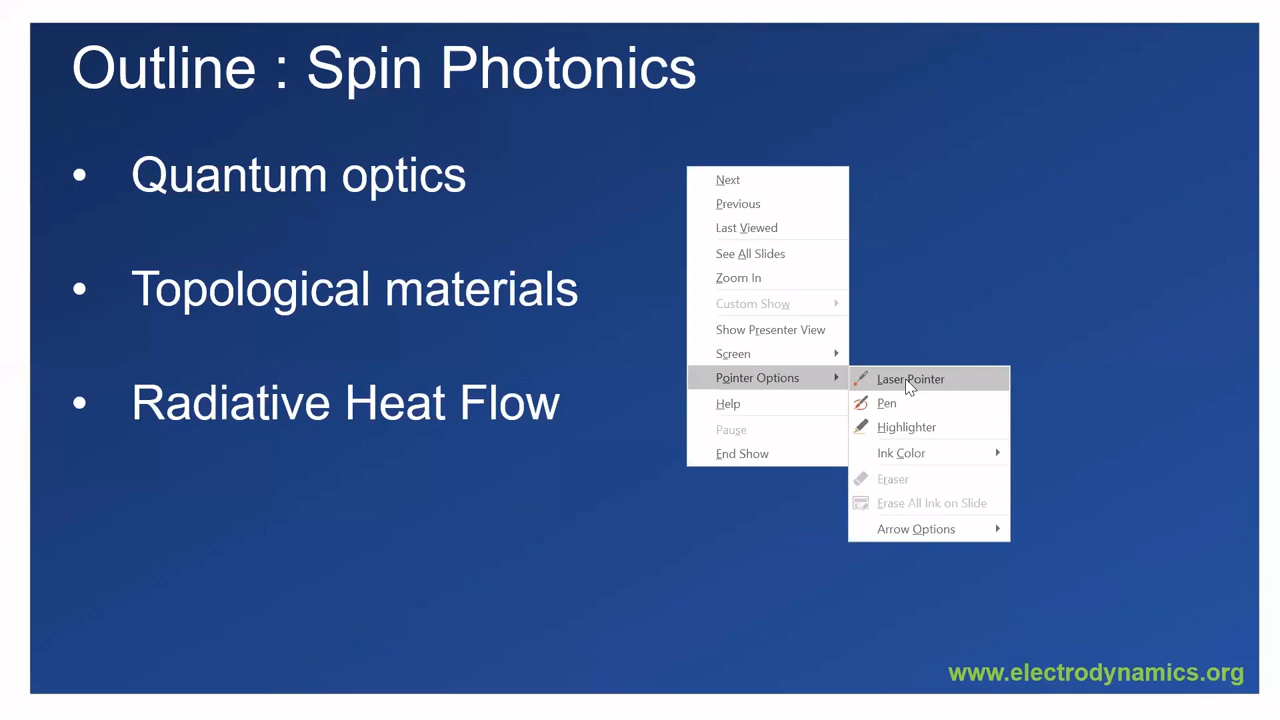 Outline : Spin Photonics
• Quantum optics
• Topological materials
• Radiative Heat Flow
Next
Previous
Last Viewed
See All Slides
Zoom In
Custom Show
Show Presenter View
Screen
Pointer Options
Help
Pause
End Show
Laser Pointer
Pen
Highlighter
Ink Color
Eraser
Erase All Ink on Slide
Arrow Options
www.electrodynamics.org